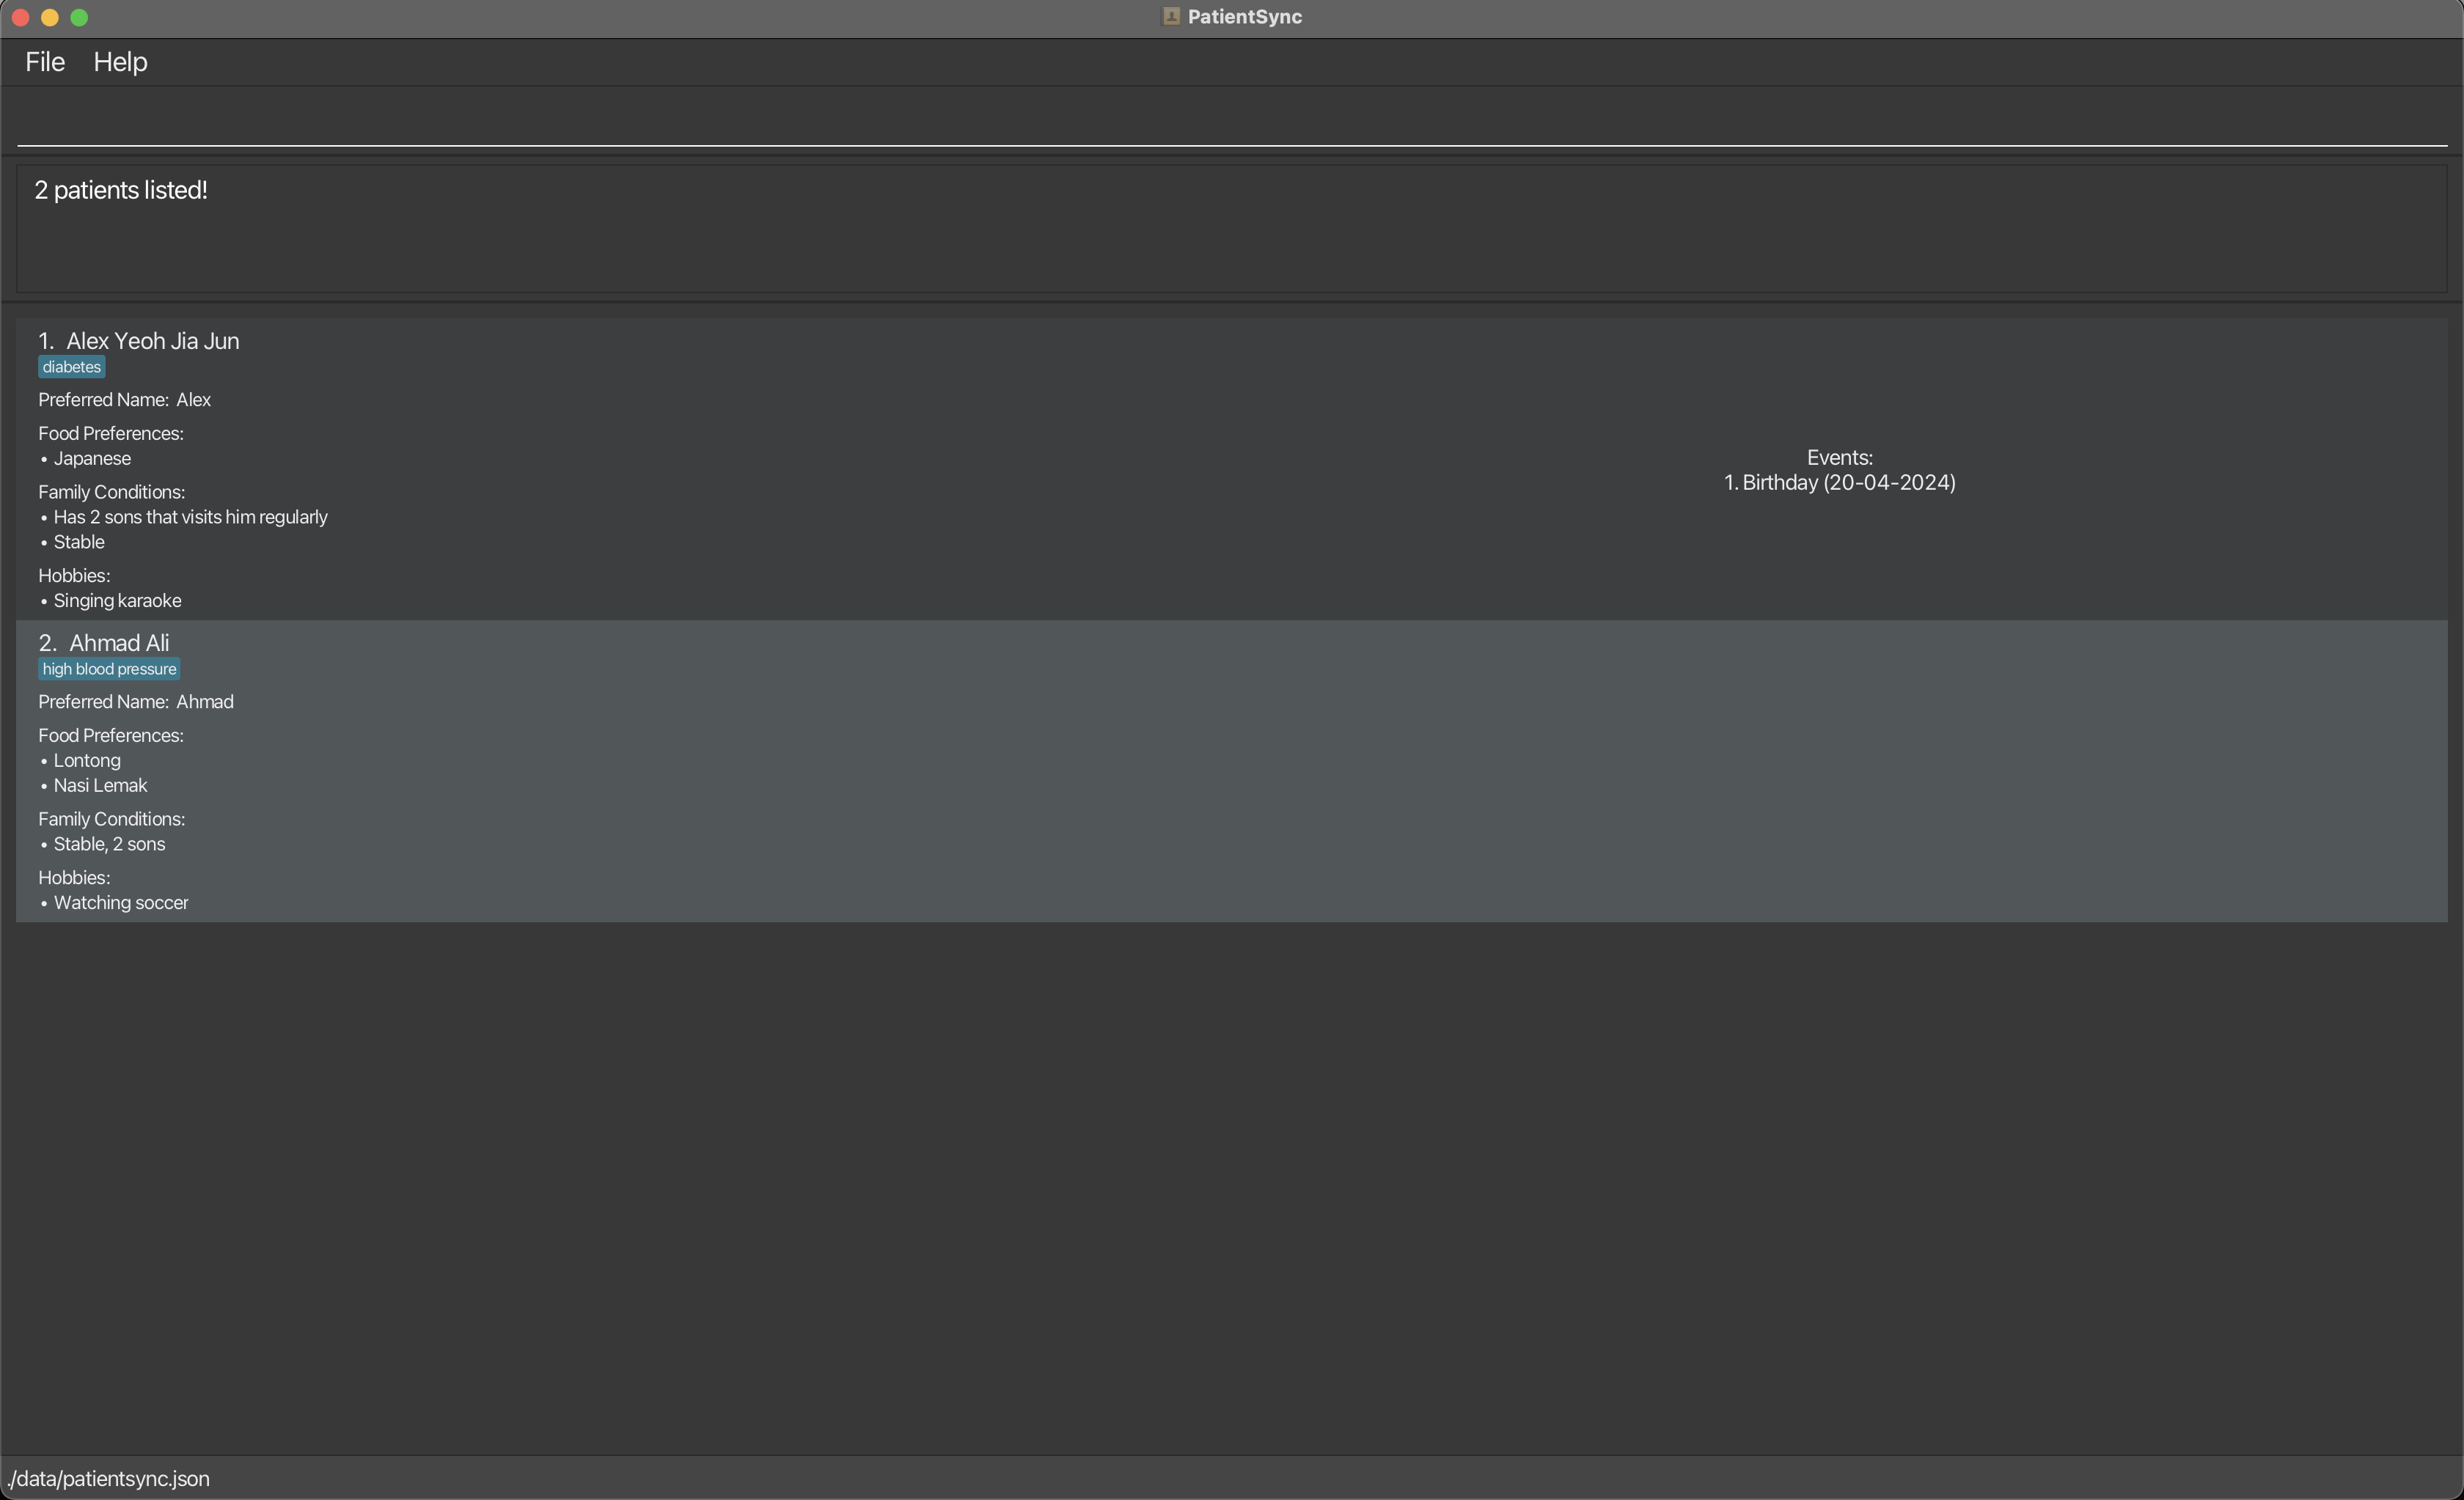 PatientSync
File Help
2 patients listed!
1. Alex Yeoh Jia Jun
diabetes
Preferred Name: Alex
Food Preferences:
• Japanese
Family Conditions:
• Has 2 sons that visits him regularly
• Stable
Hobbies:
• Singing karaoke
Events:
1. Birthday (20-04-2024)
2. Ahmad Ali
high blood pressure
Preferred Name: Ahmad
Food Preferences:
• Lontong
• Nasi Lemak
Family Conditions:
• Stable, 2 sons
Hobbies:
• Watching soccer
./data/patientsync.json